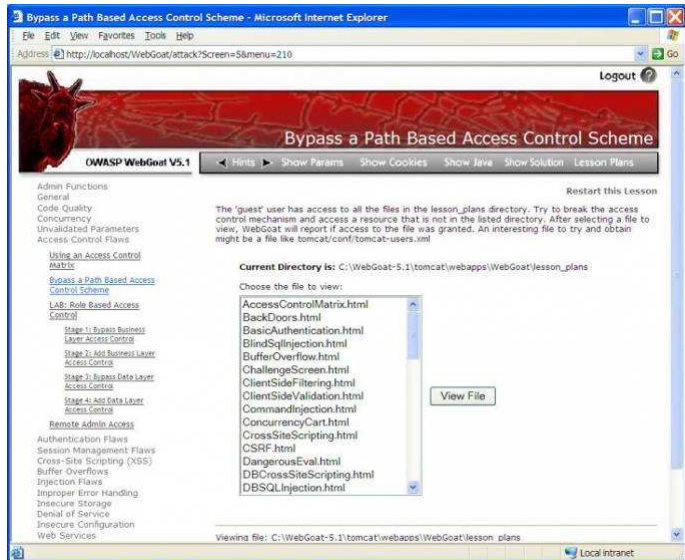 Bypass a Path Based Access Control Scheme - Microsoft Internet Explorer
File Edit View Favorites Tools Help
Address http://localhost/WebGoat/attack?Screen=5&menu=210 Go
Logout ?
Bypass a Path Based Access Control Scheme
OWASP WebGoat V5.1
Hints Show Params Show Cookies Show Java Show Solution Lesson Plans
Admin Functions
General
Code Quality
Concurrency
Unvalidated Parameters
Access Control Flaws
Using an Access Control
Matrix
Bypass a Path Based Access
Control Scheme
LAB: Role Based Access
Control
Stage 1: Bypass Business
Layer Access Control
Stage 2: Add Business Layer
Access Control
Stage 3: Bypass Data Layer
Access Control
Stage 4: Add Data Layer
Access Control
Remote Admin Access
Authentication Flaws
Session Management Flaws
Cross-Site Scripting (XSS)
Buffer Overflows
Injection Flaws
Improper Error Handling
Insecure Storage
Denial of Service
Insecure Configuration
Web Services
Restart this Lesson
The 'guest' user has access to all the files in the lesson_plans directory. Try to break the access
control mechanism and access a resource that is not in the listed directory. After selecting a file to
view, WebGoat will report if access to the file was granted. An interesting file to try and obtain
might be a file like tomcat/conf/tomcat-users.xml
Current Directory is: C:\WebGoat-5.1\tomcat\webapps\WebGoat\lesson_plans
Choose the file to view:
AccessControlMatrix.html
BackDoors.html
BasicAuthentication.html
BlindSqlInjection.html
BufferOverflow.html
ChallengeScreen.html
ClientSideFiltering.html
ClientSideValidation.html
CommandInjection.html
ConcurrencyCart.html
CrossSiteScripting.html
CSRF.html
DangerousEval.html
DBCrossSiteScripting.html
DBSQLInjection.html
View File
Viewing file: C:\WebGoat-5.1\tomcat\webapps\WebGoat\lesson_plans
Local intranet